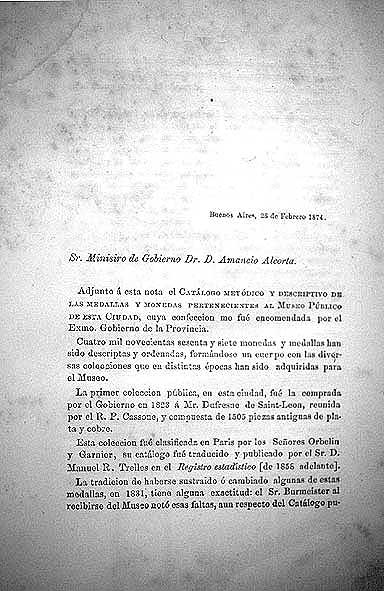 Buenos Aires, 28 de Febrero 1874.
Sr. Minisiro de Gobierno Dr. D. Amancio Alcorta.
Adjunto á esta nota el CATÁLOGO METÓDICO Y DESCRIPTIVO DE
LAS MEDALLAS Y MONEDAS PERTENECIENTES AL MUSEO PÚBLICO
DE ESTA CIUDAD, cuya confeccion me fué encomendada por el
Exmo. Gobierno de la Provincia.
Cuatro mil novecientas sesenta y siete monedas y medallas han
sido descriptas y ordenadas, formándose un cuerpo con las diver-
sas colecciones que en distintas épocas han sido adquiridas para
el Museo.
La primer coleccion pública, en esta ciudad, fué la comprada
por el Gobierno en 1823 á Mr. Dufresne de Saint-Leon, reunida
por el R. P. Cassone, y compuesta de 1505 piezas antiguas de pla-
ta y cobre.
Esta coleccion fué clasificada en Paris por los Señores Orbelin
y Garnier, su catálogo fué traducido y publicado por el Sr. D.
Manuel R. Trelles en el Registro estadístico [de 1858 adelante].
La tradicion de haberse sustraido ó cambiado algunas de estas
medallas, en 1831, tiene alguna exactitud: el Sr. Burmeister al
recibirse del Museo notó esas faltas, aun respecto del Catálogo pu-